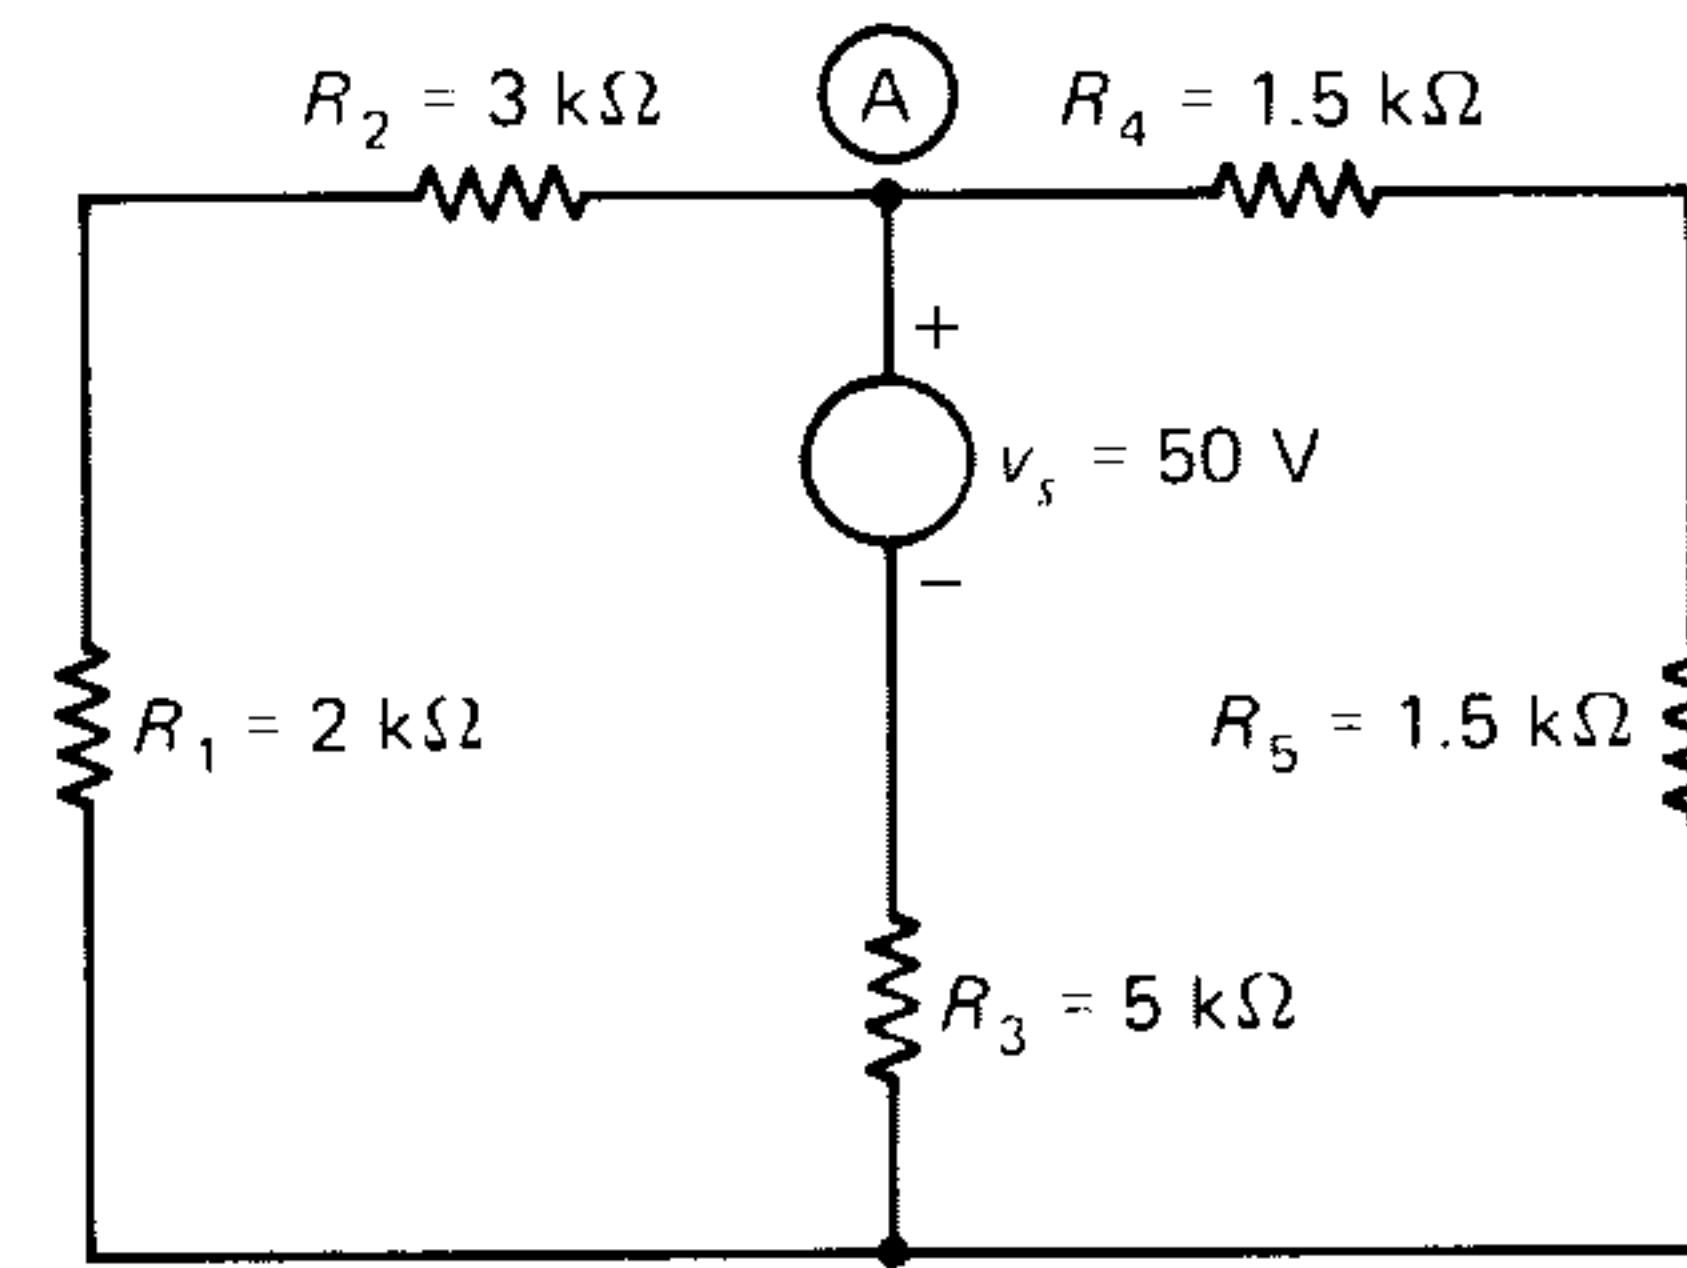 R₂ = 3 kΩ
A
R₄ = 1.5 kΩ
+
vₛ = 50 V
−
R₁ = 2 kΩ
R₅ = 1.5 kΩ
R₃ = 5 kΩ